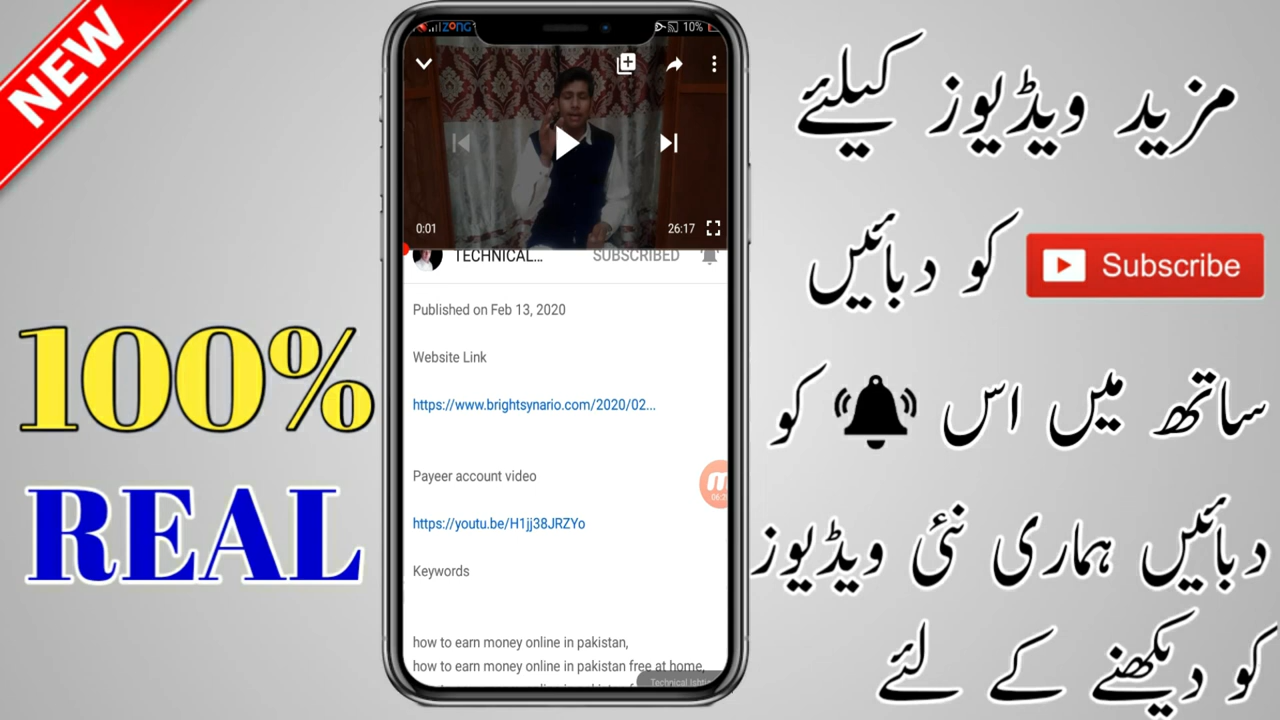 NEW
100%
REAL
ZONG
10%
0:01
26:17
TECHNICAL...
SUBSCRIBED
Published on Feb 13, 2020
Website Link
https://www.brightsynario.com/2020/02...
Payeer account video
https://youtu.be/H1jj38JRZYo
Keywords
how to earn money online in pakistan,
how to earn money online in pakistan free at home,
مزید ویڈیوز کیلئے
Subscribe کو دبائیں
ساتھ میں اس کو
دبائیں ہماری نئی ویڈیوز
کو دیکھنے کے لئے